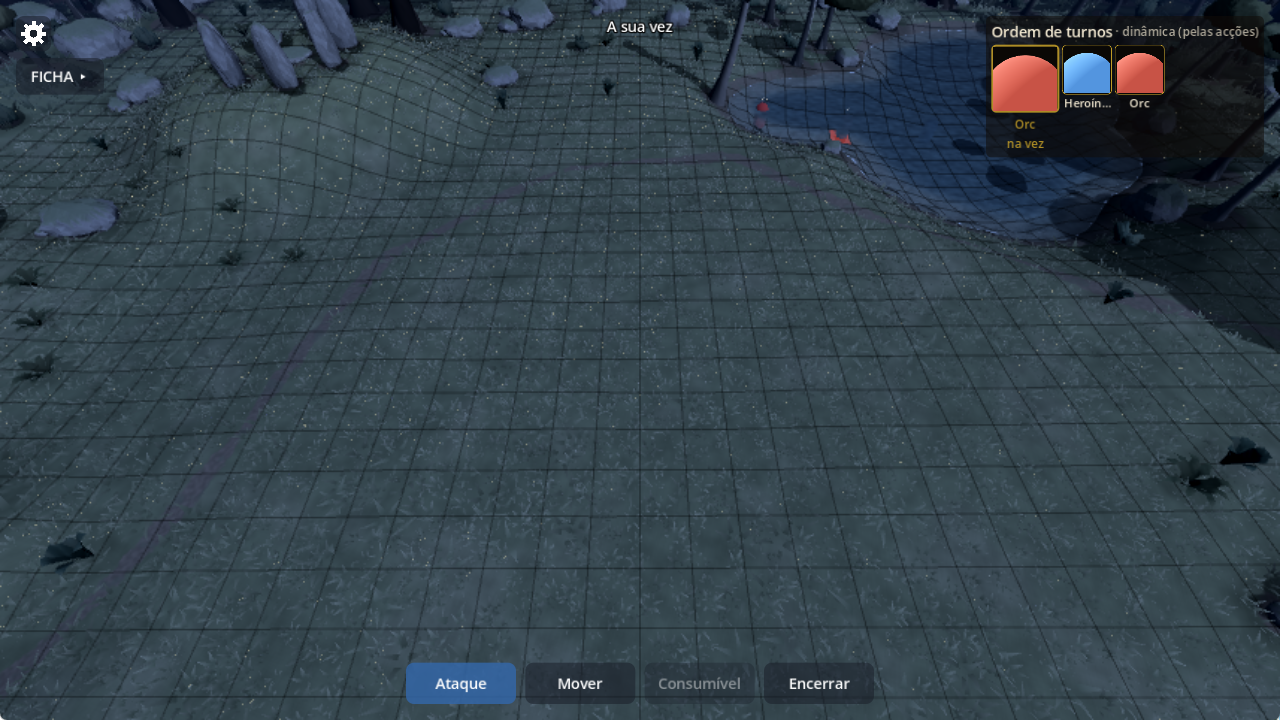 A sua vez
FICHA ▸
Ordem de turnos · dinâmica (pelas acções)
Heroín... Orc
Orc
na vez
Ataque Mover Consumível Encerrar